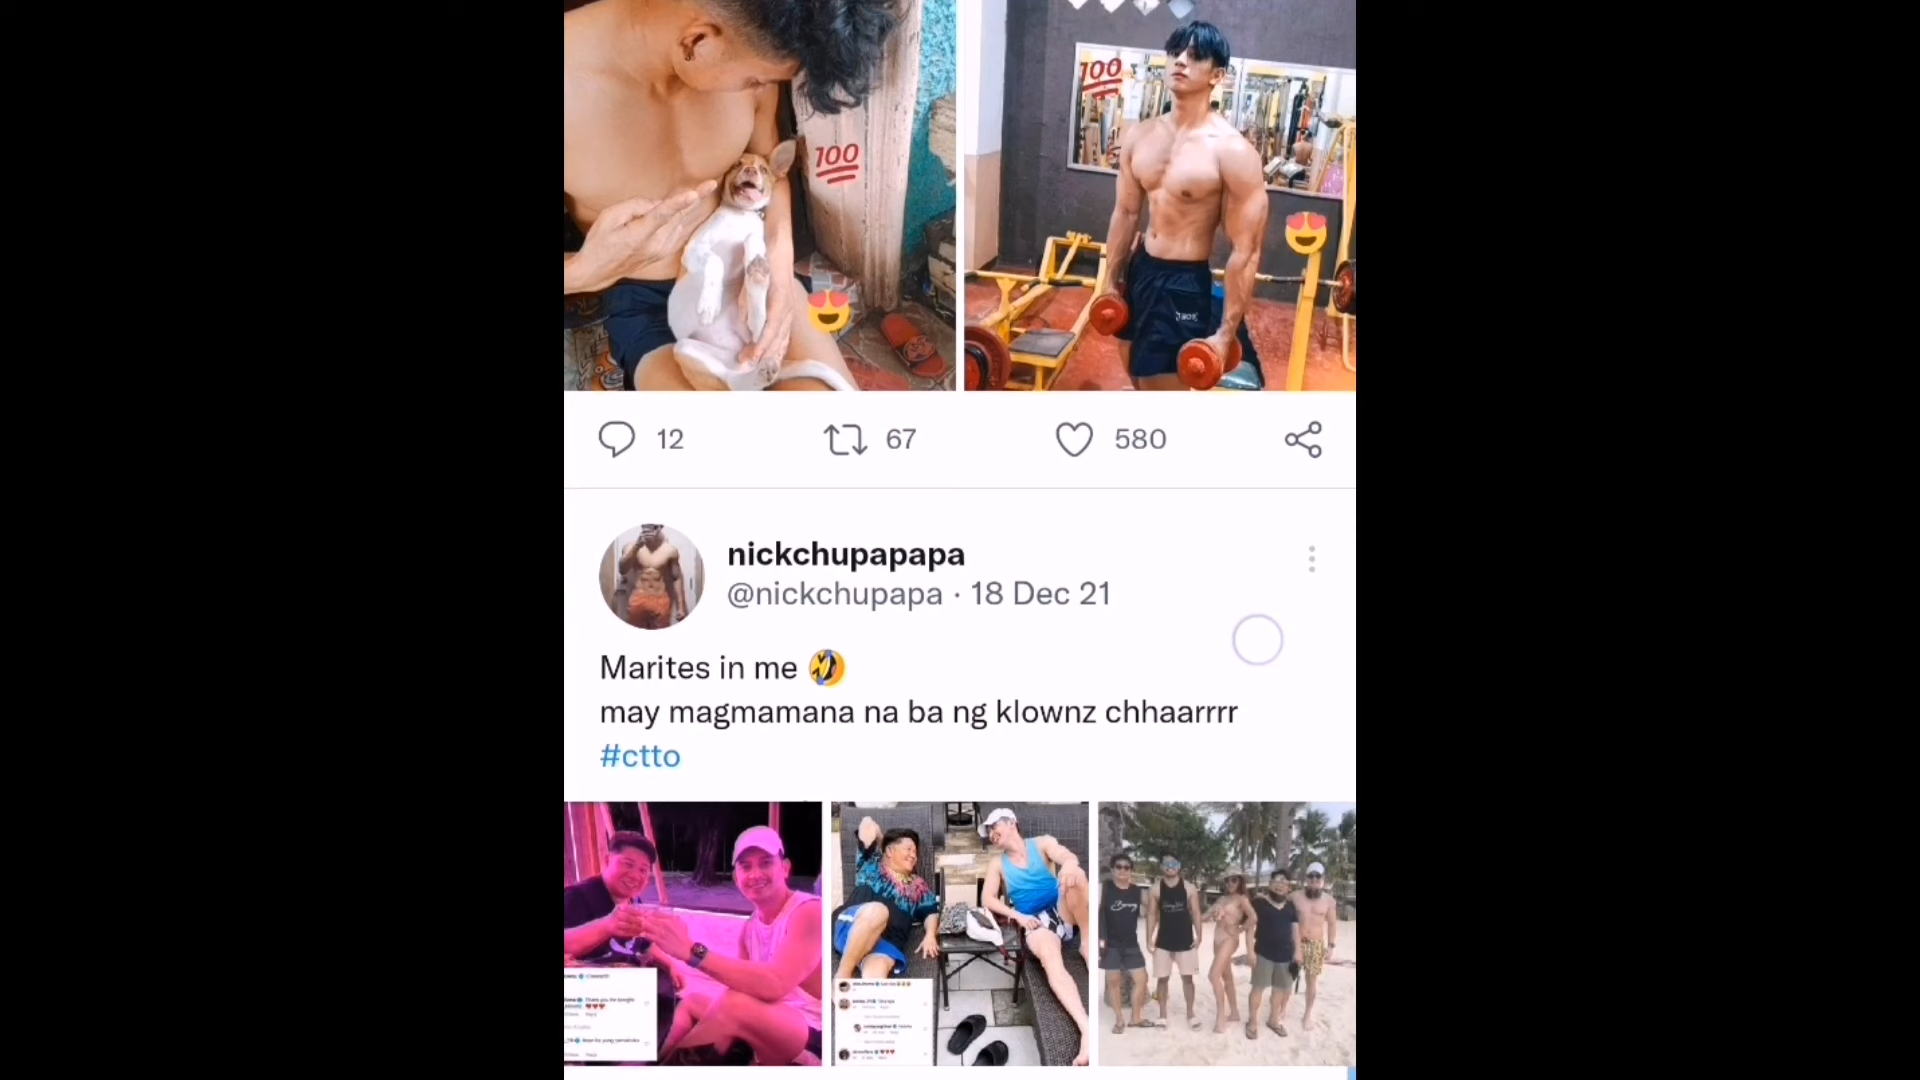 100
100
12
67
580
nickchupapapa
@nickchupapa · 18 Dec 21
Marites in me 🤣
may magmamana na ba ng klownz chhaarrrr
#ctto